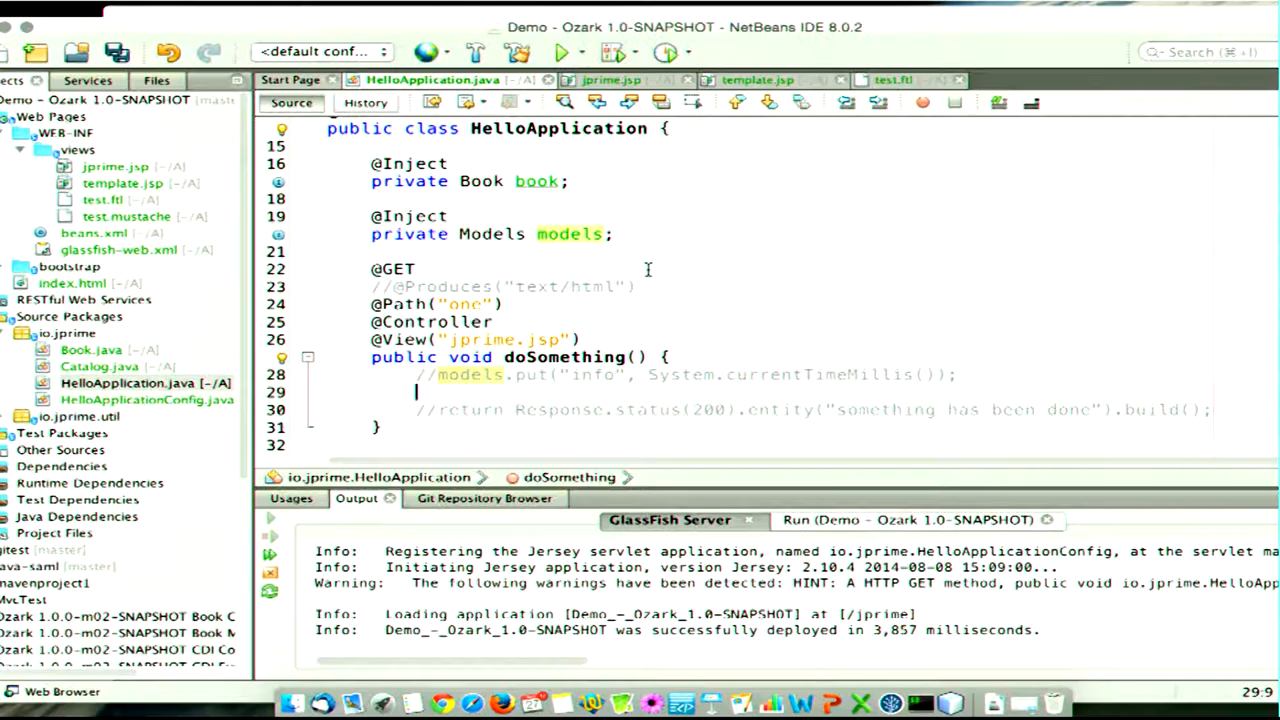 Demo - Ozark 1.0-SNAPSHOT - NetBeans IDE 8.0.2
<default conf...
Search (⌘+I)
ects
Services
Files
Start Page
HelloApplication.java [-/A]
jprime.jsp [-/A]
template.jsp [-/A]
test.ftl [-/A]
Source
History
Demo - Ozark 1.0-SNAPSHOT [mast
Web Pages
WEB-INF
views
jprime.jsp [-/A]
template.jsp [-/A]
test.ftl [-/A]
test.mustache [-/A]
beans.xml [-/A]
glassfish-web.xml [-/A]
bootstrap
index.html [-/A]
RESTful Web Services
Source Packages
io.jprime
Book.java [-/A]
Catalog.java [-/A]
HelloApplication.java [-/A]
HelloApplicationConfig.java
io.jprime.util
Test Packages
Other Sources
Dependencies
Runtime Dependencies
Test Dependencies
Java Dependencies
Project Files
gitest [master]
ava-saml [master]
mavenproject1
MvcTest
Ozark 1.0.0-m02-SNAPSHOT Book C
Ozark 1.0.0-m02-SNAPSHOT Book M
Ozark 1.0.0-m02-SNAPSHOT CDI Co
public class HelloApplication {
15
16 @Inject
private Book book;
18
19 @Inject
private Models models;
21
22 @GET
23 //@Produces("text/html")
24 @Path("one")
25 @Controller
26 @View("jprime.jsp")
public void doSomething() {
28 //models.put("info", System.currentTimeMillis());
29
30 //return Response.status(200).entity("something has been done").build();
31 }
32
io.jprime.HelloApplication
doSomething
Usages
Output
Git Repository Browser
GlassFish Server
Run (Demo - Ozark 1.0-SNAPSHOT)
Info: Registering the Jersey servlet application, named io.jprime.HelloApplicationConfig, at the servlet ma
Info: Initiating Jersey application, version Jersey: 2.10.4 2014-08-08 15:09:00...
Warning: The following warnings have been detected: HINT: A HTTP GET method, public void io.jprime.HelloApp
Info: Loading application [Demo_-_Ozark_1.0-SNAPSHOT] at [/jprime]
Info: Demo_-_Ozark_1.0-SNAPSHOT was successfully deployed in 3,857 milliseconds.
Web Browser
29:9